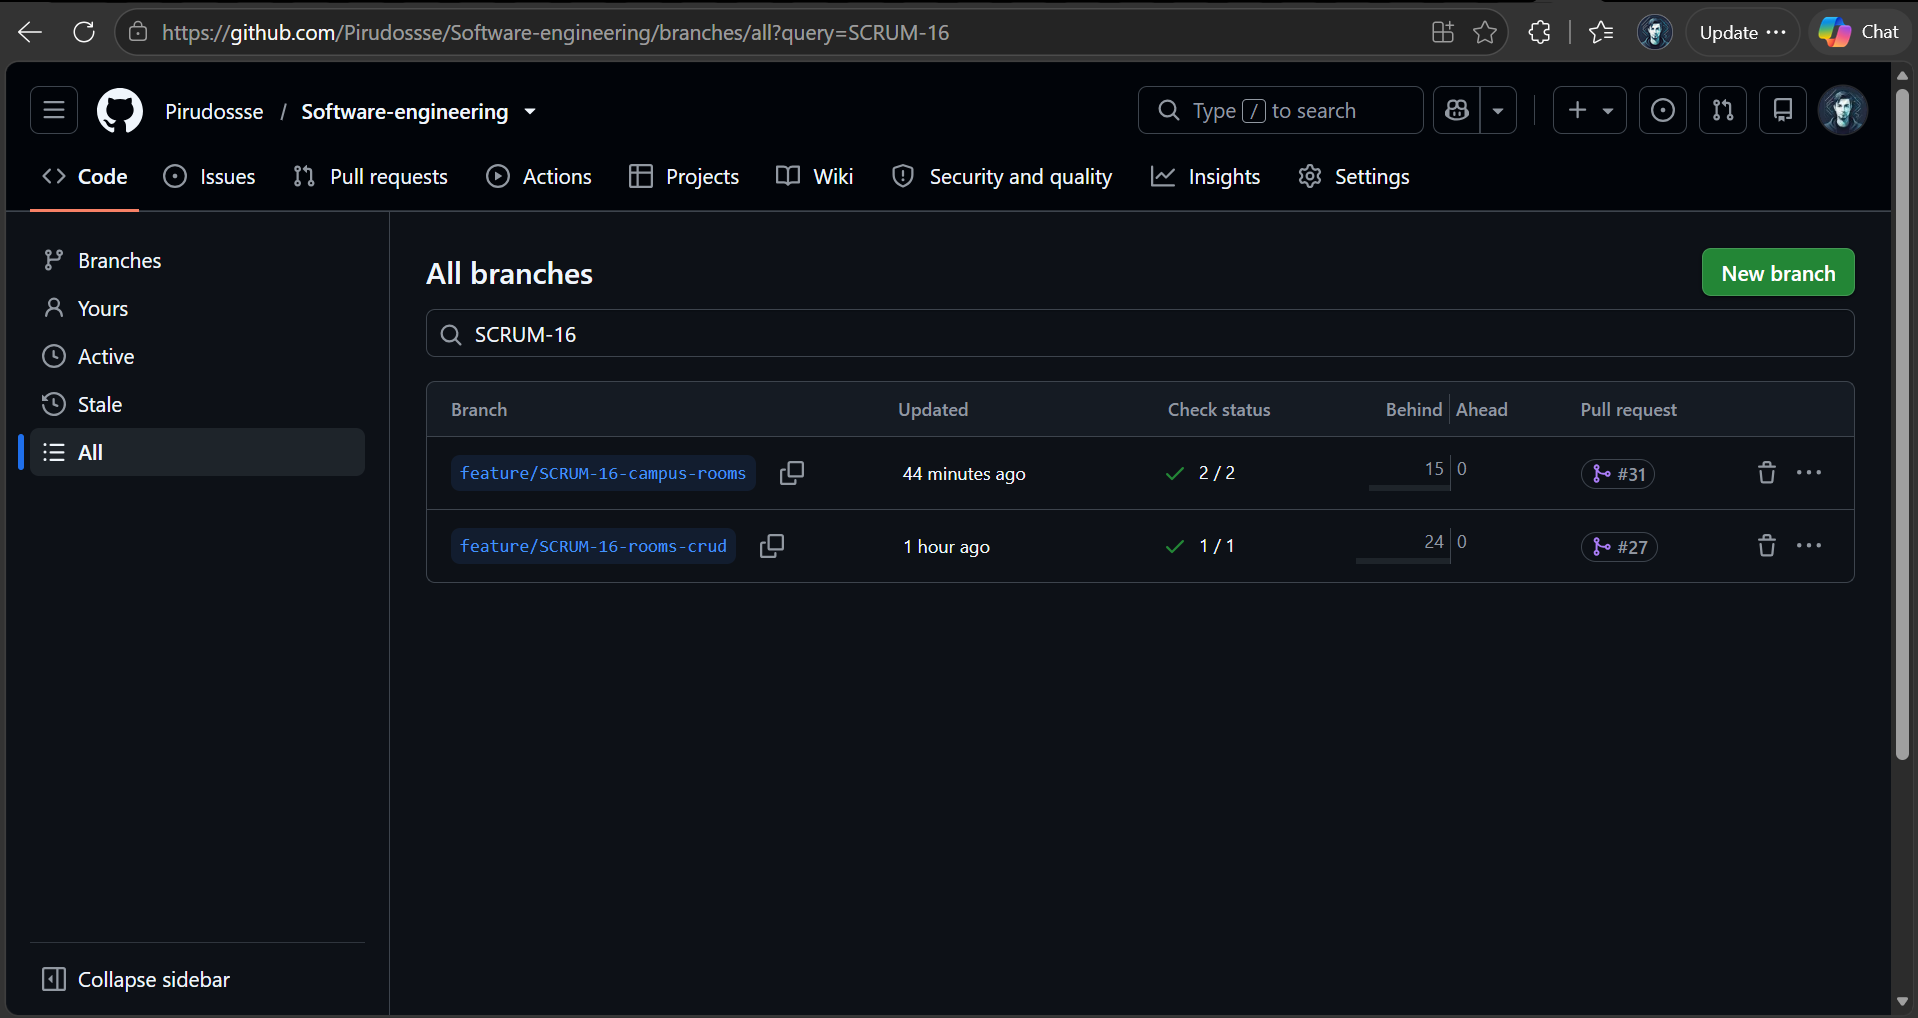 https://github.com/Pirudossse/Software-engineering/branches/all?query=SCRUM-16
Update
Chat
Pirudossse / Software-engineering
Type / to search
Code
Issues
Pull requests
Actions
Projects
Wiki
Security and quality
Insights
Settings
Branches
Yours
Active
Stale
All
Collapse sidebar
All branches
New branch
SCRUM-16
Branch Updated Check status Behind Ahead Pull request
feature/SCRUM-16-campus-rooms 44 minutes ago 2 / 2 15 0 #31
feature/SCRUM-16-rooms-crud 1 hour ago 1 / 1 24 0 #27